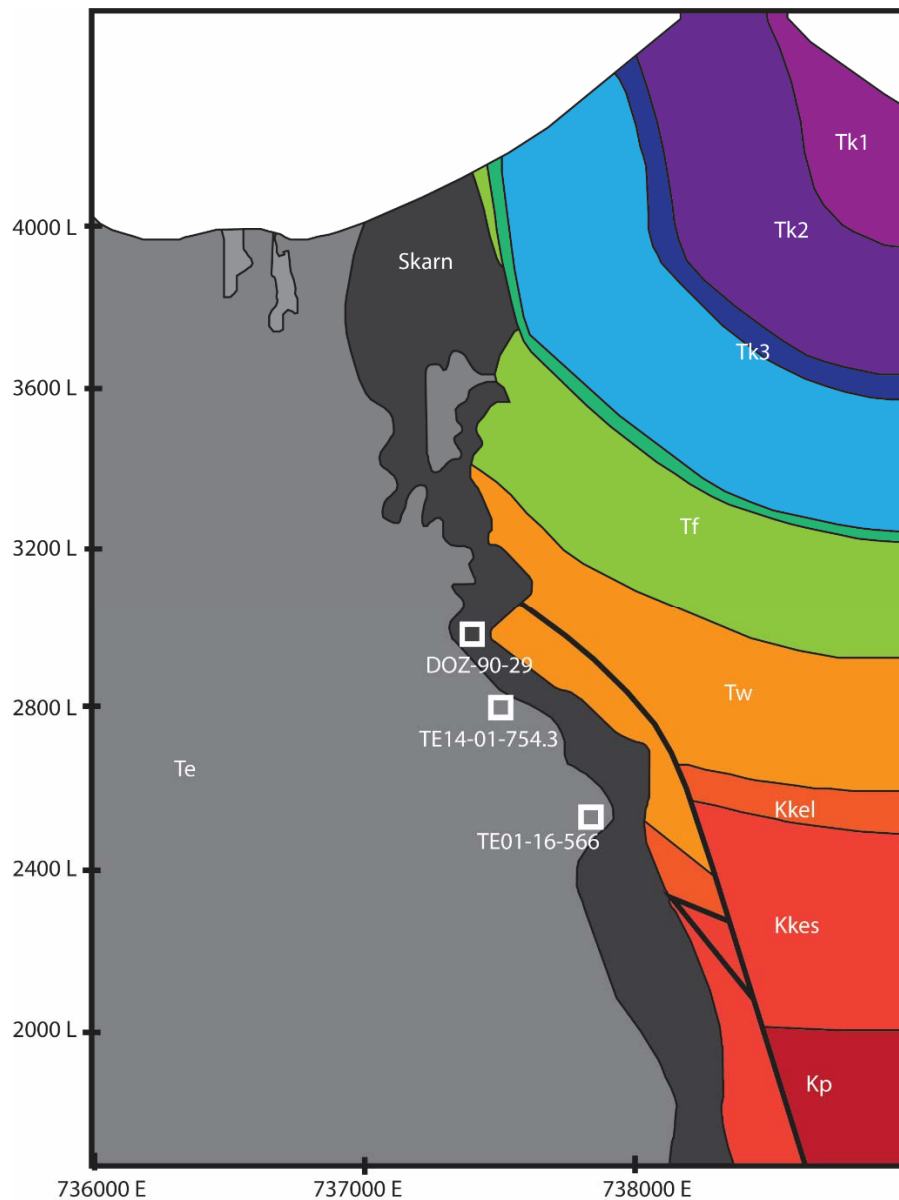 Tk1
4000 L
Tk2
Skarn
Tk3
3600 L
Tf
3200 L
DOZ-90-29
Tw
2800 L
TE14-01-754.3
Te
Kkel
TE01-16-566
2400 L
Kkes
2000 L
Kp
736000 E
737000 E
738000 E